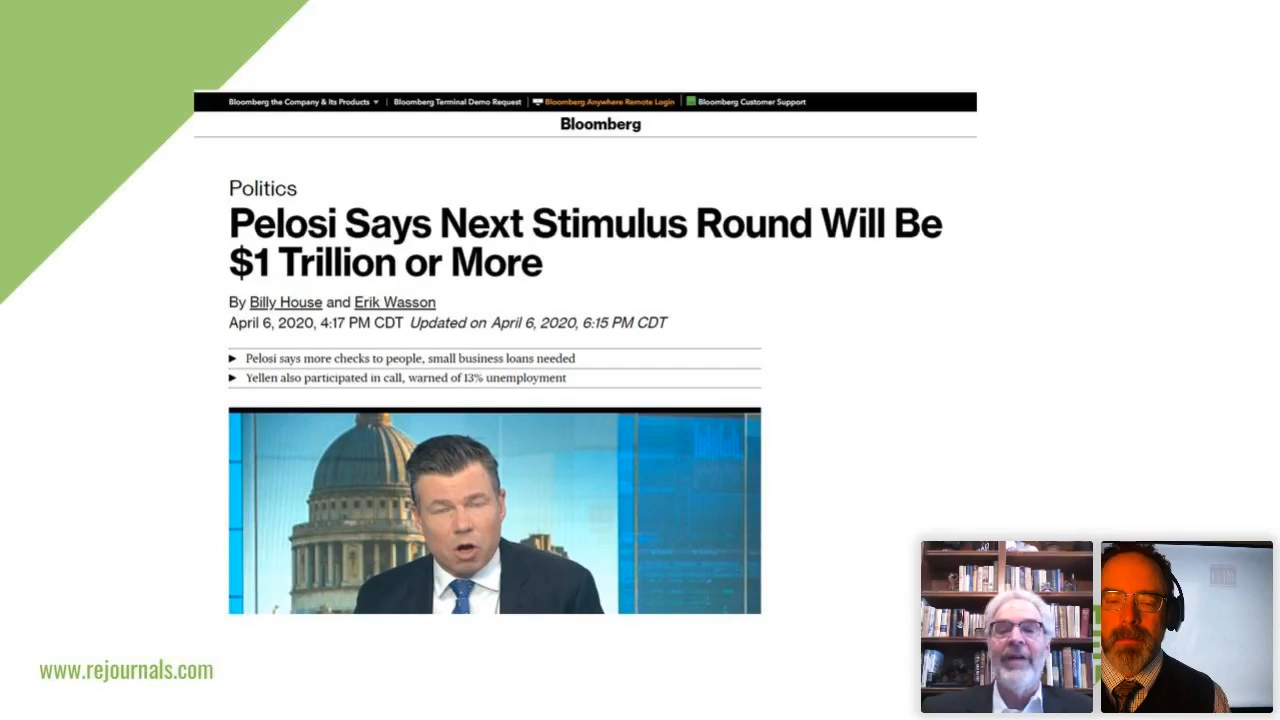 Bloomberg the Company & Its Products ▼ | Bloomberg Terminal Demo Request | Bloomberg Anywhere Remote Login | Bloomberg Customer Support
Bloomberg
Politics
Pelosi Says Next Stimulus Round Will Be
$1 Trillion or More
By Billy House and Erik Wasson
April 6, 2020, 4:17 PM CDT Updated on April 6, 2020, 6:15 PM CDT
► Pelosi says more checks to people, small business loans needed
► Yellen also participated in call, warned of 13% unemployment
www.rejournals.com